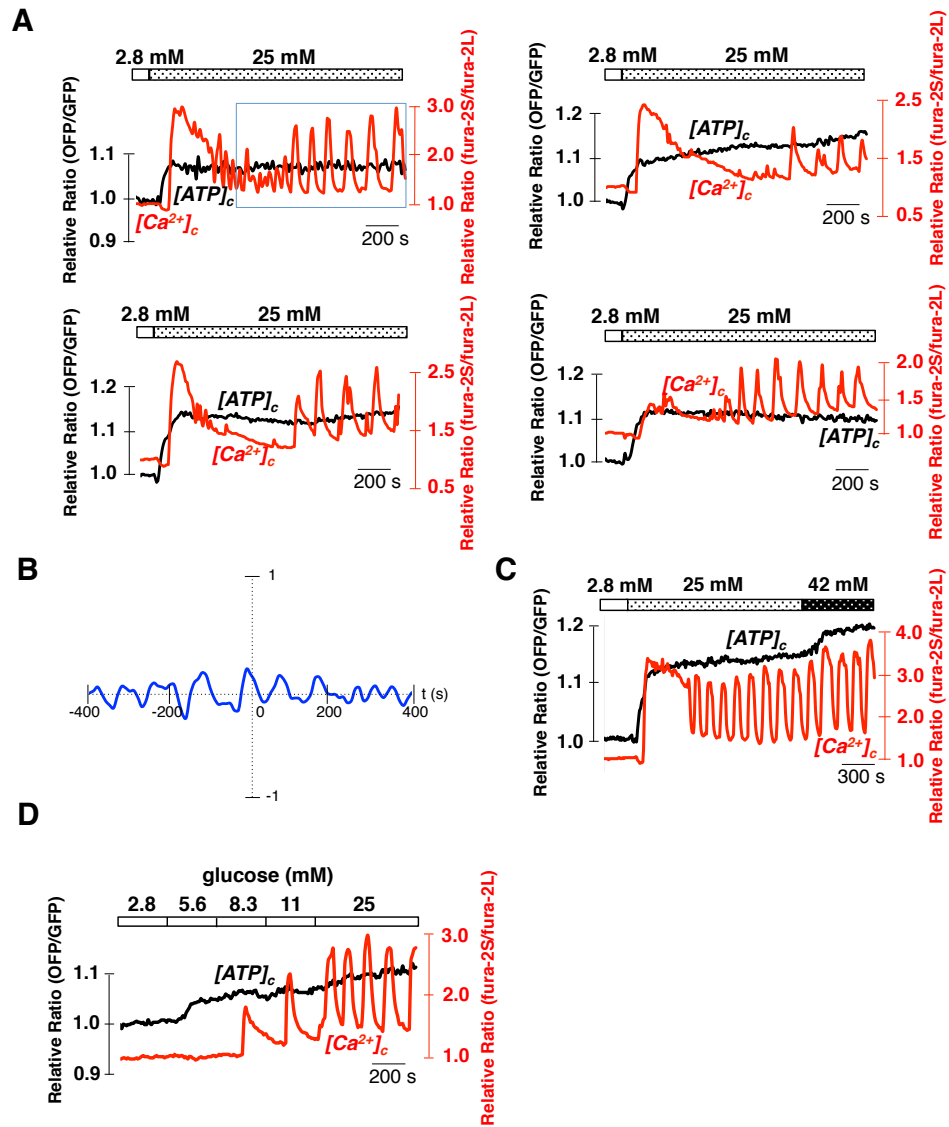 A
2.8 mM 25 mM
Relative Ratio (OFP/GFP)
1.1
1.0
0.9
[ATP]c
[Ca2+]c
3.0
2.0
1.0
Relative Ratio (fura-2S/fura-2L)
200 s
2.8 mM 25 mM
Relative Ratio (OFP/GFP)
1.2
1.1
1.0
[ATP]c
[Ca2+]c
2.5
1.5
0.5
Relative Ratio (fura-2S/fura-2L)
200 s
2.8 mM 25 mM
Relative Ratio (OFP/GFP)
1.2
1.1
1.0
[ATP]c
[Ca2+]c
2.5
1.5
0.5
Relative Ratio (fura-2S/fura-2L)
200 s
2.8 mM 25 mM
Relative Ratio (OFP/GFP)
1.2
1.1
1.0
[Ca2+]c
[ATP]c
2.0
1.0
Relative Ratio (fura-2S/fura-2L)
200 s
B
1
t (s)
-400 -200 0 200 400
-1
C
2.8 mM 25 mM 42 mM
Relative Ratio (OFP/GFP)
1.2
1.1
1.0
[ATP]c
[Ca2+]c
4.0
3.0
2.0
1.0
Relative Ratio (fura-2S/fura-2L)
300 s
D
glucose (mM)
2.8 5.6 8.3 11 25
Relative Ratio (OFP/GFP)
1.1
1.0
0.9
[ATP]c
[Ca2+]c
3.0
2.0
1.0
Relative Ratio (fura-2S/fura-2L)
200 s